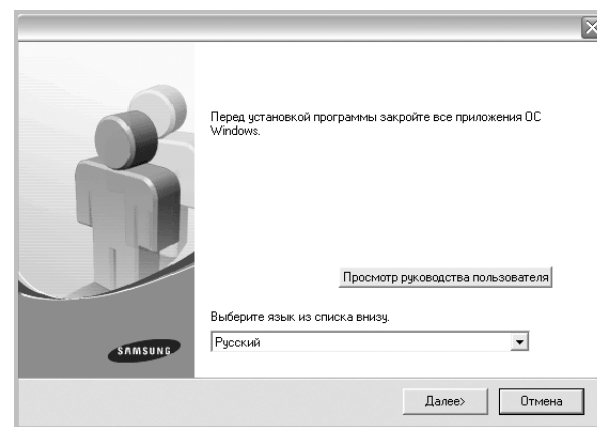 Перед установкой программы закройте все приложения ОС
Windows.
Просмотр руководства пользователя
Выберите язык из списка внизу.
Русский
SAMSUNG
Далее>
Отмена